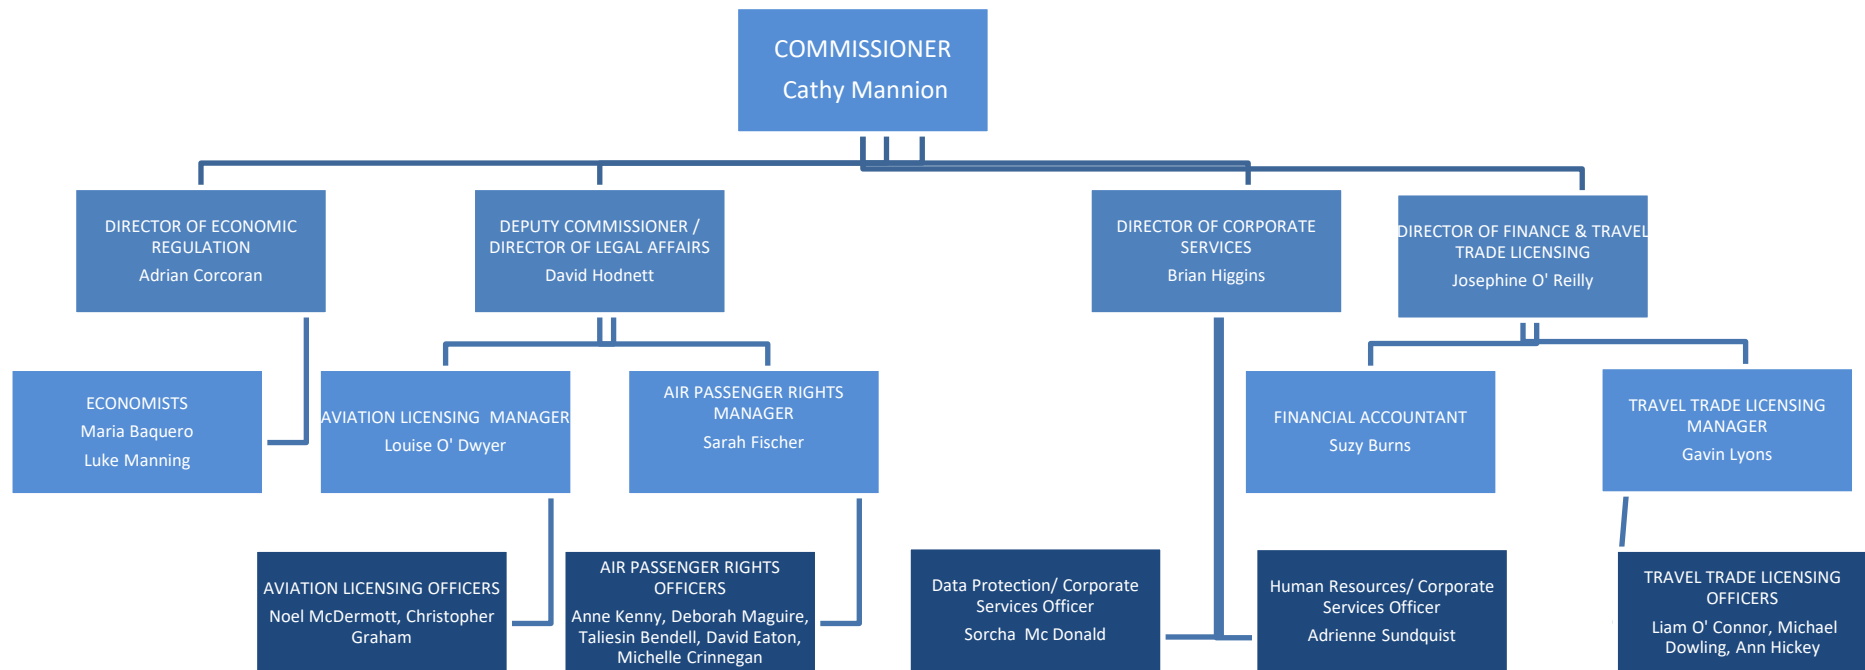 COMMISSIONER
Cathy Mannion
DIRECTOR OF ECONOMIC
REGULATION
Adrian Corcoran
DEPUTY COMMISSIONER /
DIRECTOR OF LEGAL AFFAIRS
David Hodnett
DIRECTOR OF CORPORATE
SERVICES
Brian Higgins
DIRECTOR OF FINANCE & TRAVEL
TRADE LICENSING
Josephine O' Reilly
ECONOMISTS
Maria Baquero
Luke Manning
AVIATION LICENSING  MANAGER
Louise O' Dwyer
AIR PASSENGER RIGHTS
MANAGER
Sarah Fischer
FINANCIAL ACCOUNTANT
Suzy Burns
TRAVEL TRADE LICENSING
MANAGER
Gavin Lyons
AVIATION LICENSING OFFICERS
Noel McDermott, Christopher
Graham
AIR PASSENGER RIGHTS
OFFICERS
Anne Kenny, Deborah Maguire,
Taliesin Bendell, David Eaton,
Michelle Crinnegan
Data Protection/ Corporate
Services Officer
Sorcha  Mc Donald
Human Resources/ Corporate
Services Officer
Adrienne Sundquist
TRAVEL TRADE LICENSING
OFFICERS
Liam O' Connor, Michael
Dowling, Ann Hickey